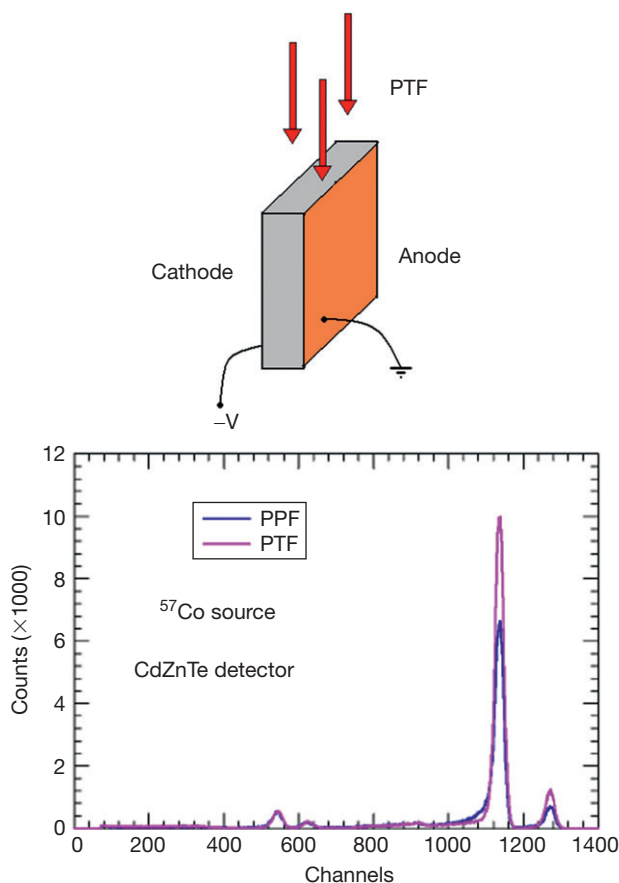 PTF
Cathode
Anode
–V
12
10
8
6
4
2
0
Counts (×1000)
PPF
PTF
⁵⁷Co source
CdZnTe detector
0 200 400 600 800 1000 1200 1400
Channels